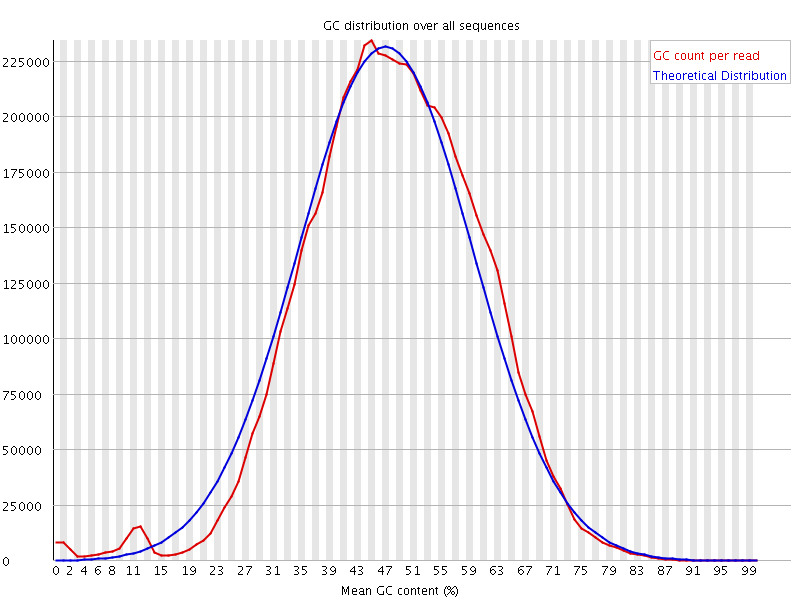 GC distribution over all sequences
GC count per read
Theoretical Distribution
225000
200000
175000
150000
125000
100000
75000
50000
25000
0
0 2 4 6 8 11 15 19 23 27 31 35 39 43 47 51 55 59 63 67 71 75 79 83 87 91 95 99
Mean GC content (%)